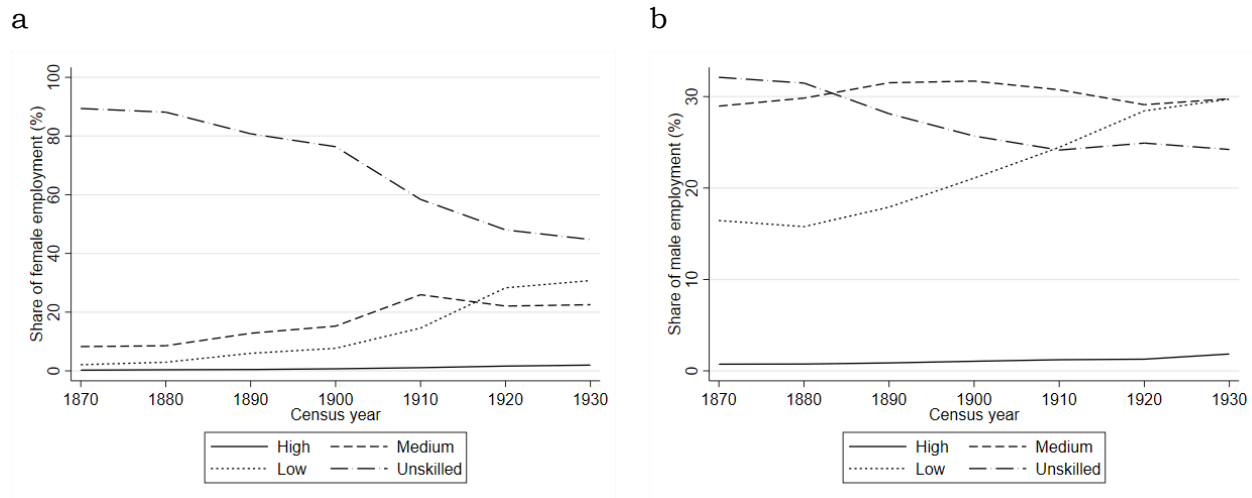 a
Share of female employment (%)
100
80
60
40
20
0
1870 1880 1890 1900 1910 1920 1930
Census year
High Medium
Low Unskilled
b
Share of male employment (%)
30
20
10
0
1870 1880 1890 1900 1910 1920 1930
Census year
High Medium
Low Unskilled